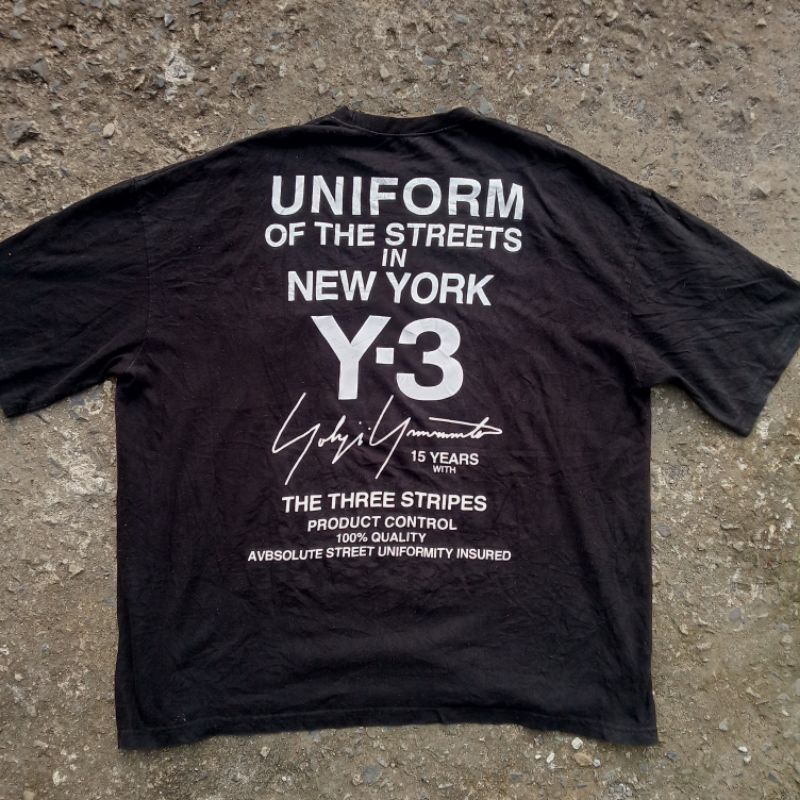 UNIFORM
OF THE STREETS
IN
NEW YORK
Y-3
Yohji Yamamoto
15 YEARS
WITH
THE THREE STRIPES
PRODUCT CONTROL
100% QUALITY
AVBSOLUTE STREET UNIFORMITY INSURED